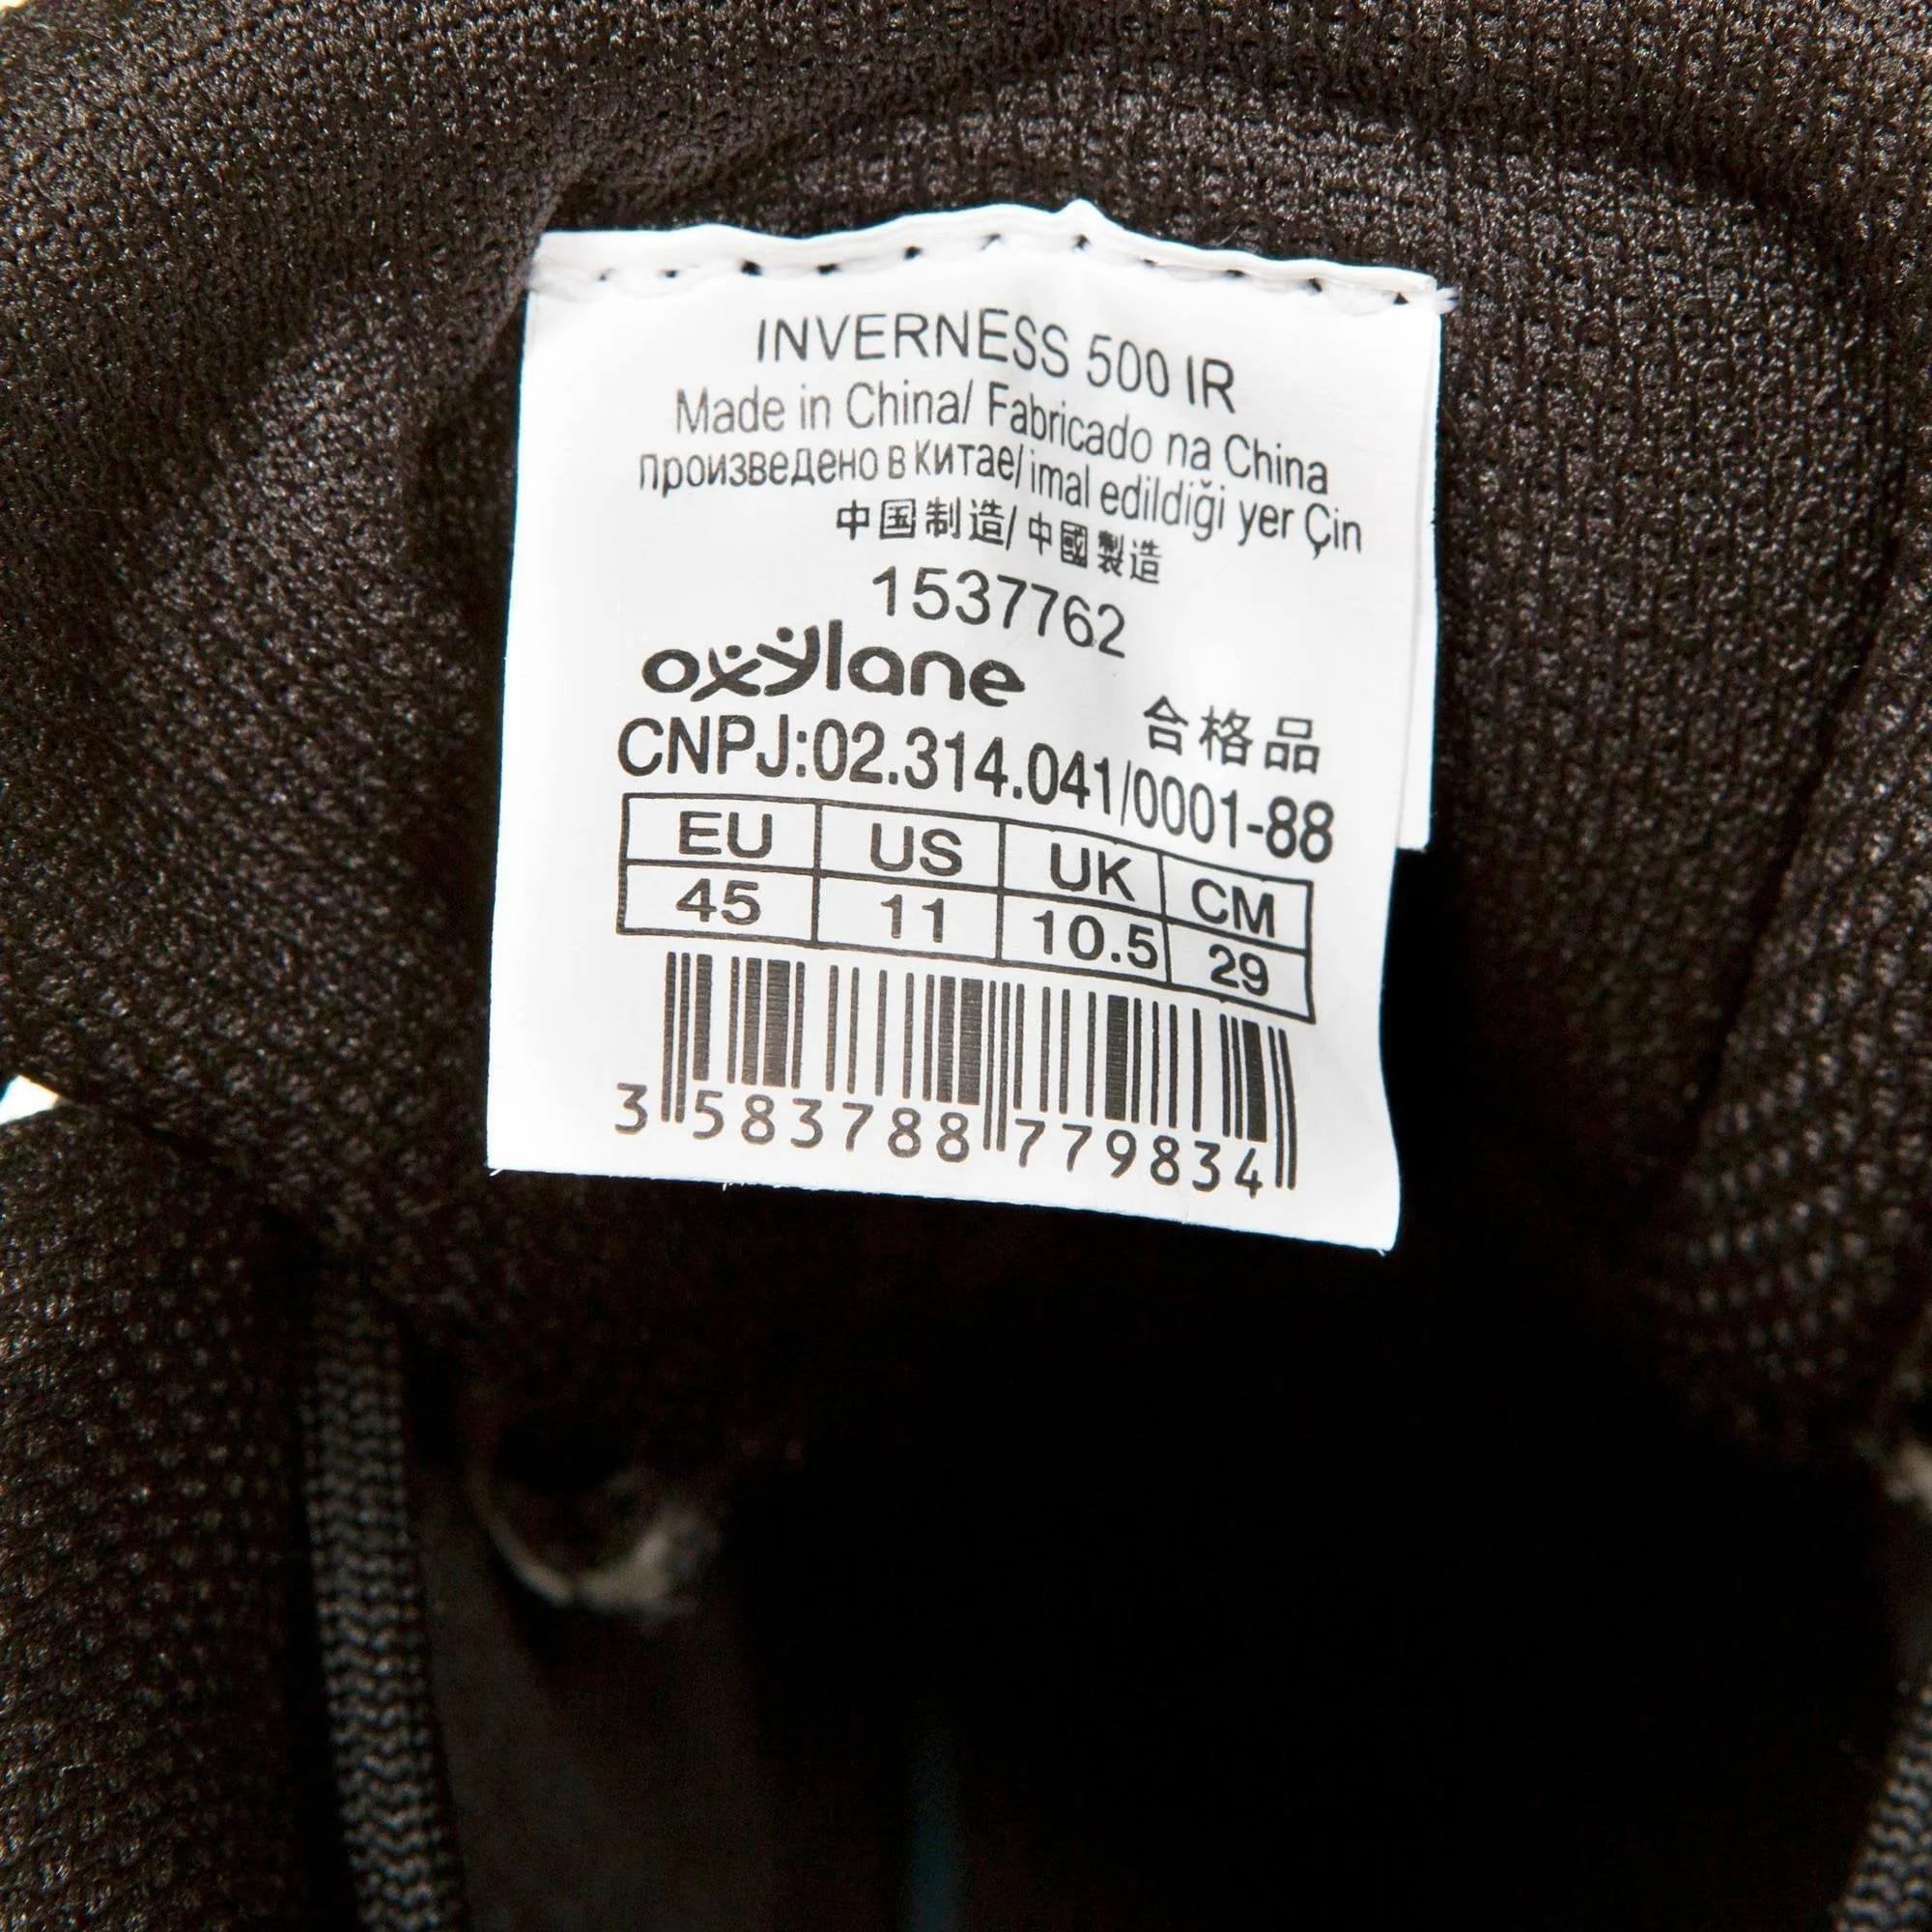 INVERNESS 500 IR
Made in China/ Fabricado na China
Произведено в Китае/ imal edildiği yer Çin
中国制造/ 中國製造
1537762
oxylane
合格品
CNPJ:02.314.041/0001-88
EU US UK CM
45 11 10.5 29
3 583788 779834